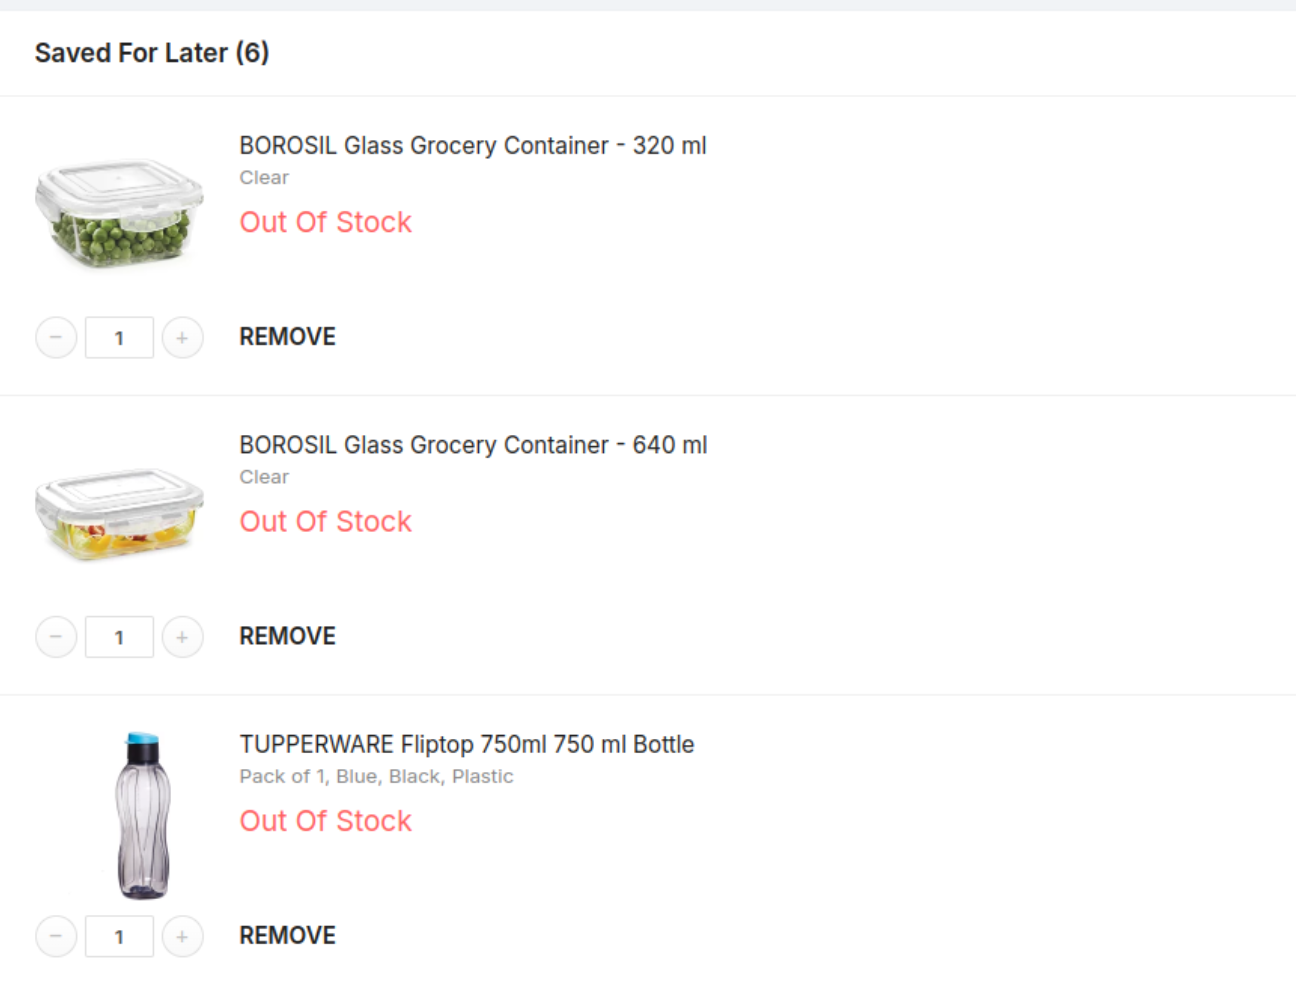 Saved For Later (6)
BOROSIL Glass Grocery Container - 320 ml
Clear
Out Of Stock
− 1 + REMOVE
BOROSIL Glass Grocery Container - 640 ml
Clear
Out Of Stock
− 1 + REMOVE
TUPPERWARE Fliptop 750ml 750 ml Bottle
Pack of 1, Blue, Black, Plastic
Out Of Stock
− 1 + REMOVE